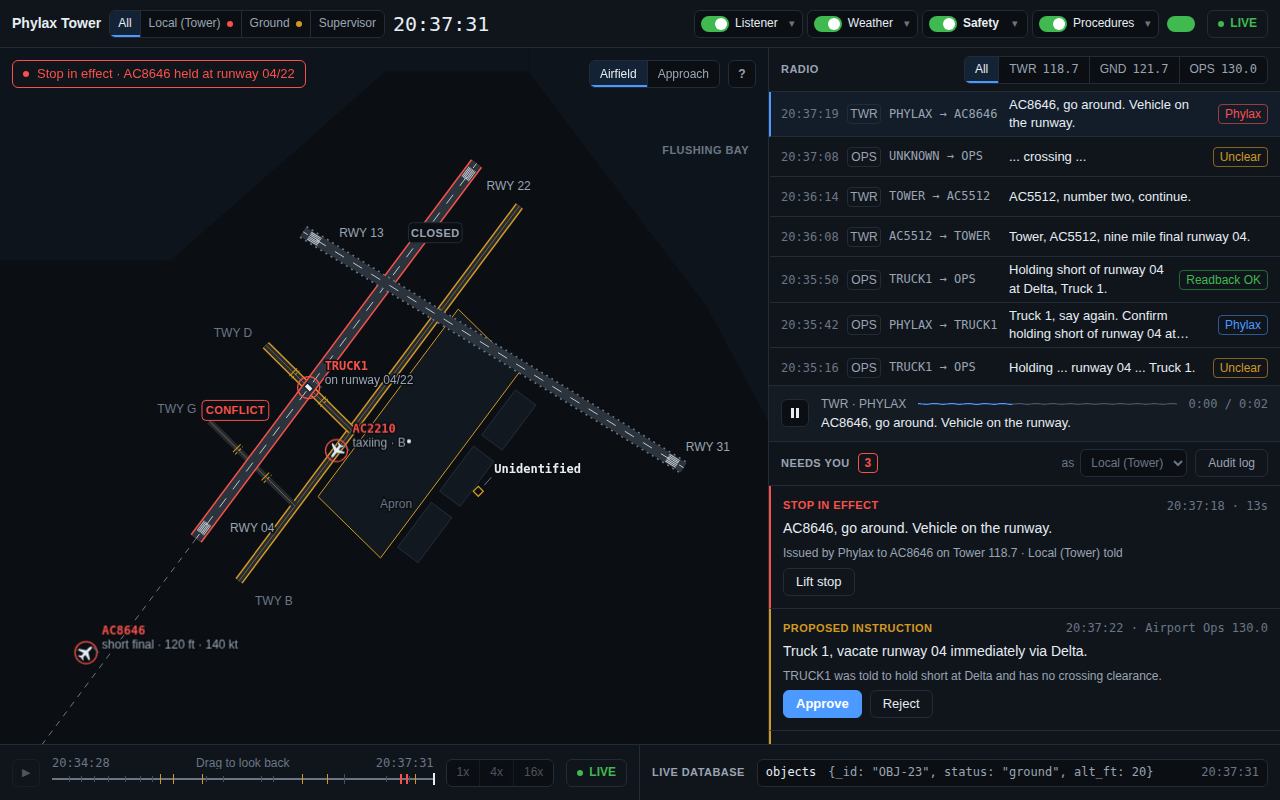 Phylax Tower
All
Local (Tower)
Ground
Supervisor
20:37:31
Listener
Weather
Safety
Procedures
LIVE
Stop in effect · AC8646 held at runway 04/22
Airfield
Approach
?
FLUSHING BAY
RWY 22
RWY 13
CLOSED
TWY D
TRUCK1
on runway 04/22
TWY G
CONFLICT
AC2210
taxiing · B
RWY 31
Unidentified
Apron
RWY 04
TWY B
AC8646
short final · 120 ft · 140 kt
RADIO
All
TWR 118.7
GND 121.7
OPS 130.0
20:37:19 TWR PHYLAX → AC8646 AC8646, go around. Vehicle on
the runway.
Phylax
20:37:08 OPS UNKNOWN → OPS ... crossing ... Unclear
20:36:14 TWR TOWER → AC5512 AC5512, number two, continue.
20:36:08 TWR AC5512 → TOWER Tower, AC5512, nine mile final runway 04.
20:35:50 OPS TRUCK1 → OPS Holding short of runway 04
at Delta, Truck 1.
Readback OK
20:35:42 OPS PHYLAX → TRUCK1 Truck 1, say again. Confirm
holding short of runway 04 at…
Phylax
20:35:16 OPS TRUCK1 → OPS Holding ... runway 04 ... Truck 1. Unclear
TWR · PHYLAX 0:00 / 0:02
AC8646, go around. Vehicle on the runway.
NEEDS YOU 3 as Local (Tower) Audit log
STOP IN EFFECT 20:37:18 · 13s
AC8646, go around. Vehicle on the runway.
Issued by Phylax to AC8646 on Tower 118.7 · Local (Tower) told
Lift stop
PROPOSED INSTRUCTION 20:37:22 · Airport Ops 130.0
Truck 1, vacate runway 04 immediately via Delta.
TRUCK1 was told to hold short at Delta and has no crossing clearance.
Approve Reject
20:34:28 Drag to look back 20:37:31
1x 4x 16x
LIVE
LIVE DATABASE
objects {_id: "OBJ-23", status: "ground", alt_ft: 20} 20:37:31